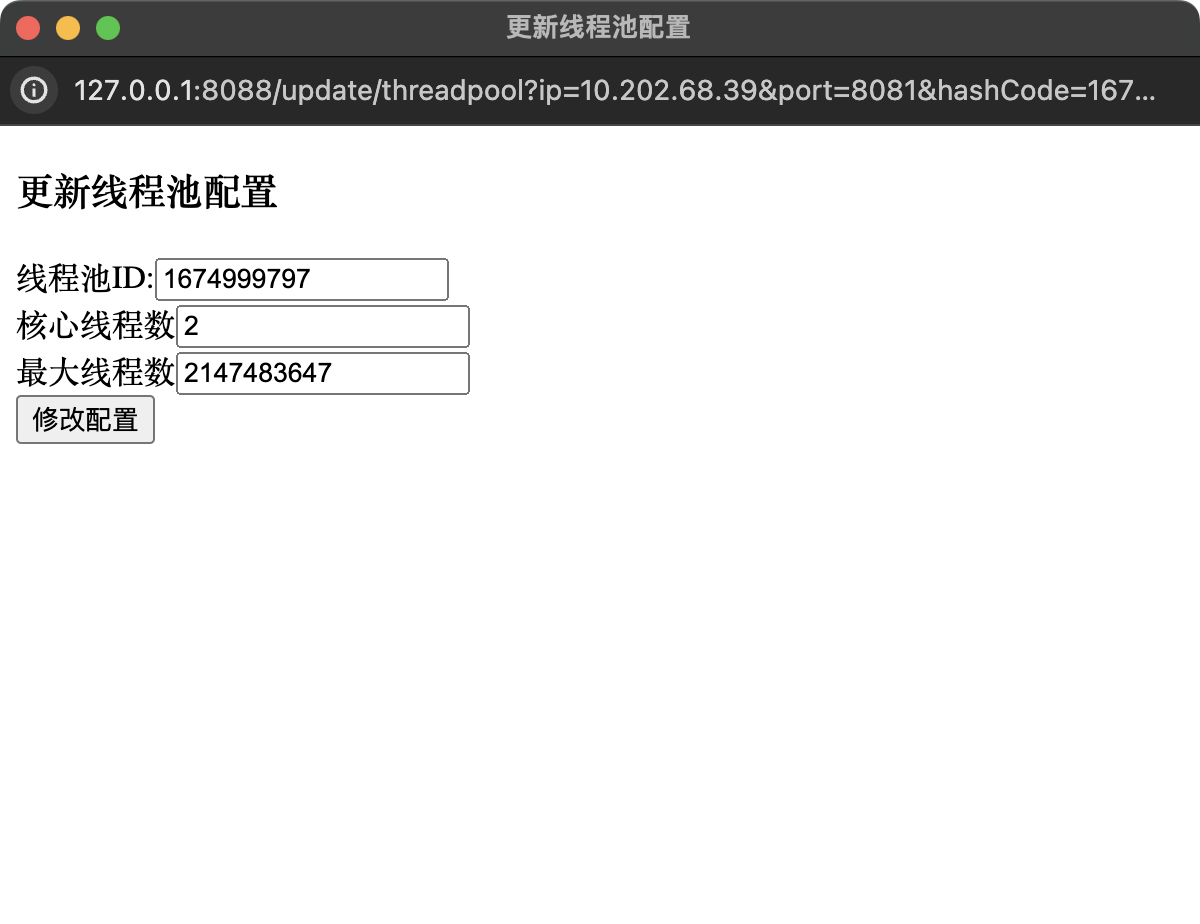 更新线程池配置
127.0.0.1:8088/update/threadpool?ip=10.202.68.39&port=8081&hashCode=167...
更新线程池配置
线程池ID: 1674999797
核心线程数 2
最大线程数 2147483647
修改配置